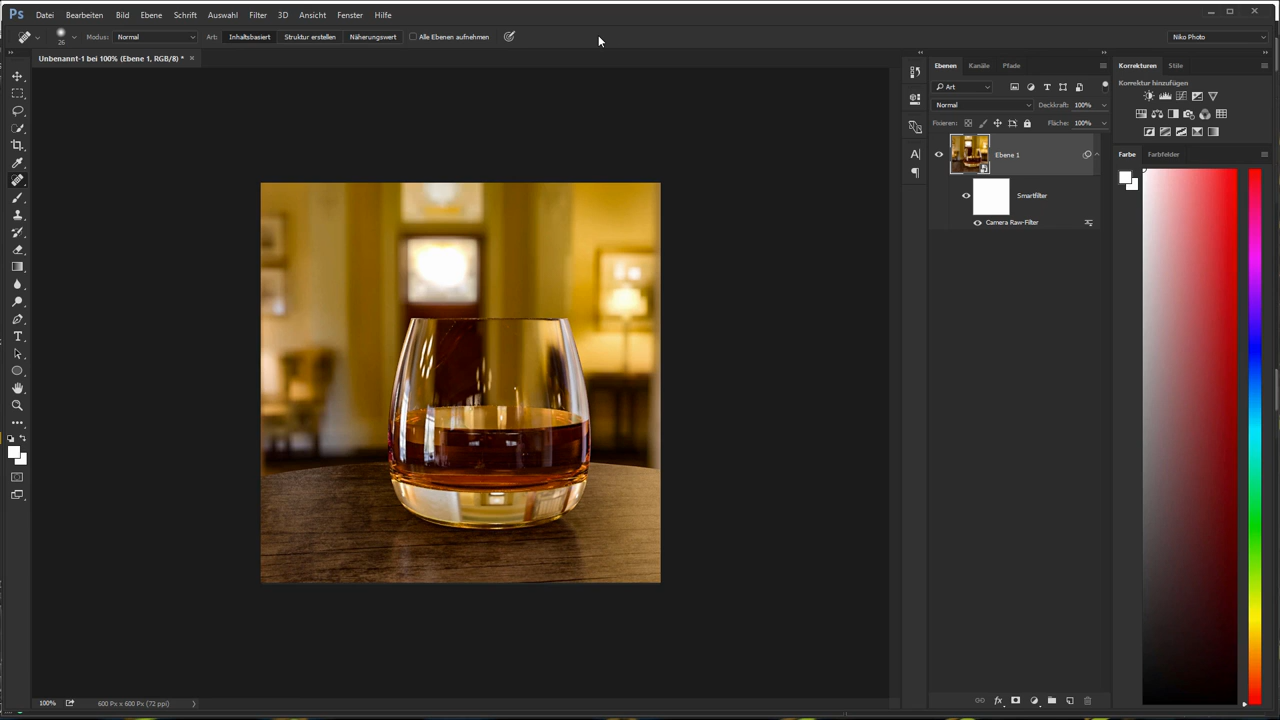 Ps Datei Bearbeiten Bild Ebene Schrift Auswahl Filter 3D Ansicht Fenster Hilfe
26 Modus: Normal Art: Inhaltsbasiert Struktur erstellen Näherungswert Alle Ebenen aufnehmen Niko Photo
Unbenannt-1 bei 100% (Ebene 1, RGB/8) * ×
Ebenen Kanäle Pfade
Art
Normal Deckkraft: 100%
Fixieren: Fläche: 100%
Ebene 1
Smartfilter
Camera Raw-Filter
Korrekturen Stile
Korrektur hinzufügen
Farbe Farbfelder
100% 600 Px x 600 Px (72 ppi)